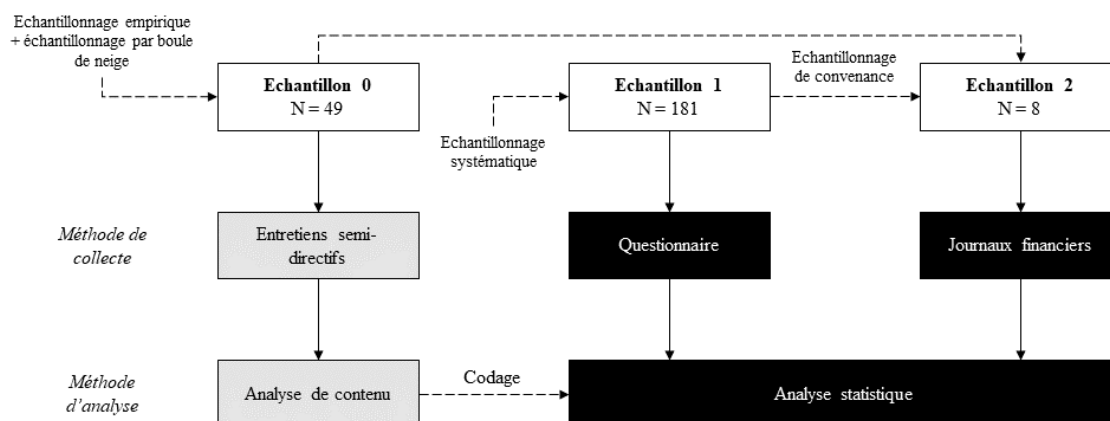 Echantillonnage empirique
+ échantillonnage par boule
de neige
Echantillon 0
N = 49
Echantillonnage
systématique
Echantillon 1
N = 181
Echantillonnage
de convenance
Echantillon 2
N = 8
Méthode de
collecte
Entretiens semi-
directifs
Questionnaire
Journaux financiers
Méthode
d'analyse
Analyse de contenu
Codage
Analyse statistique